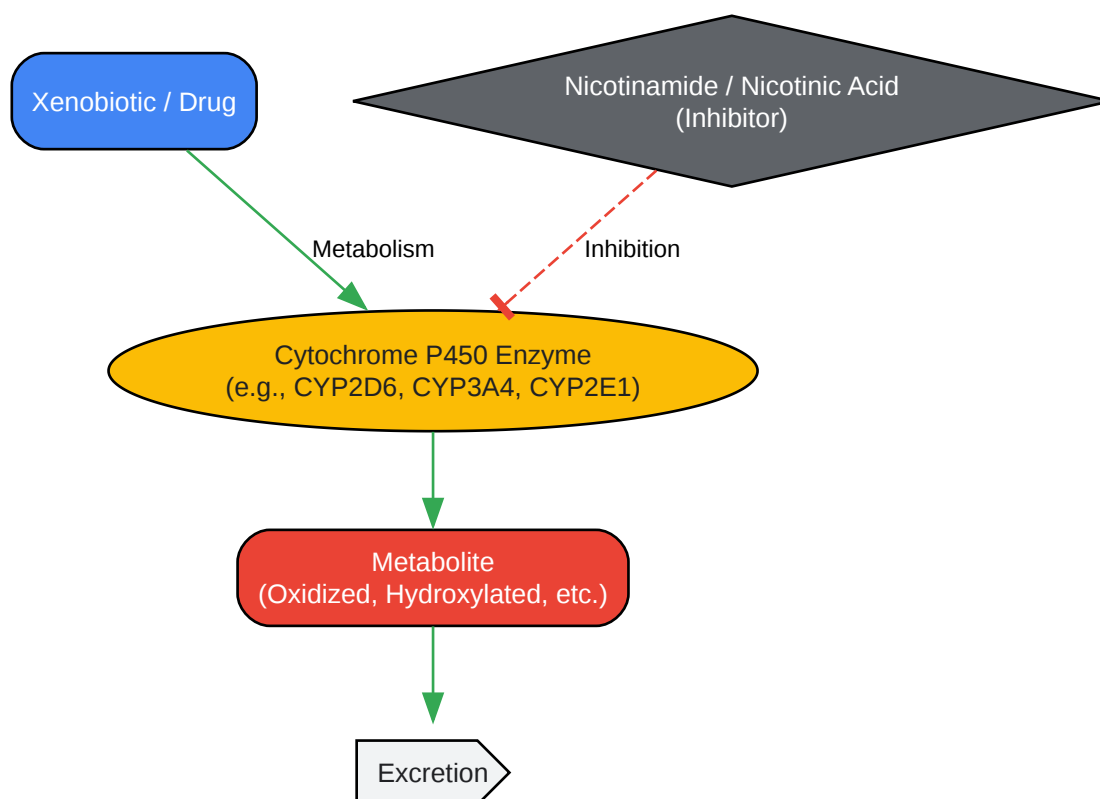 Xenobiotic / Drug
Nicotinamide / Nicotinic Acid
(Inhibitor)
Metabolism
Inhibition
Cytochrome P450 Enzyme
(e.g., CYP2D6, CYP3A4, CYP2E1)
Metabolite
(Oxidized, Hydroxylated, etc.)
Excretion